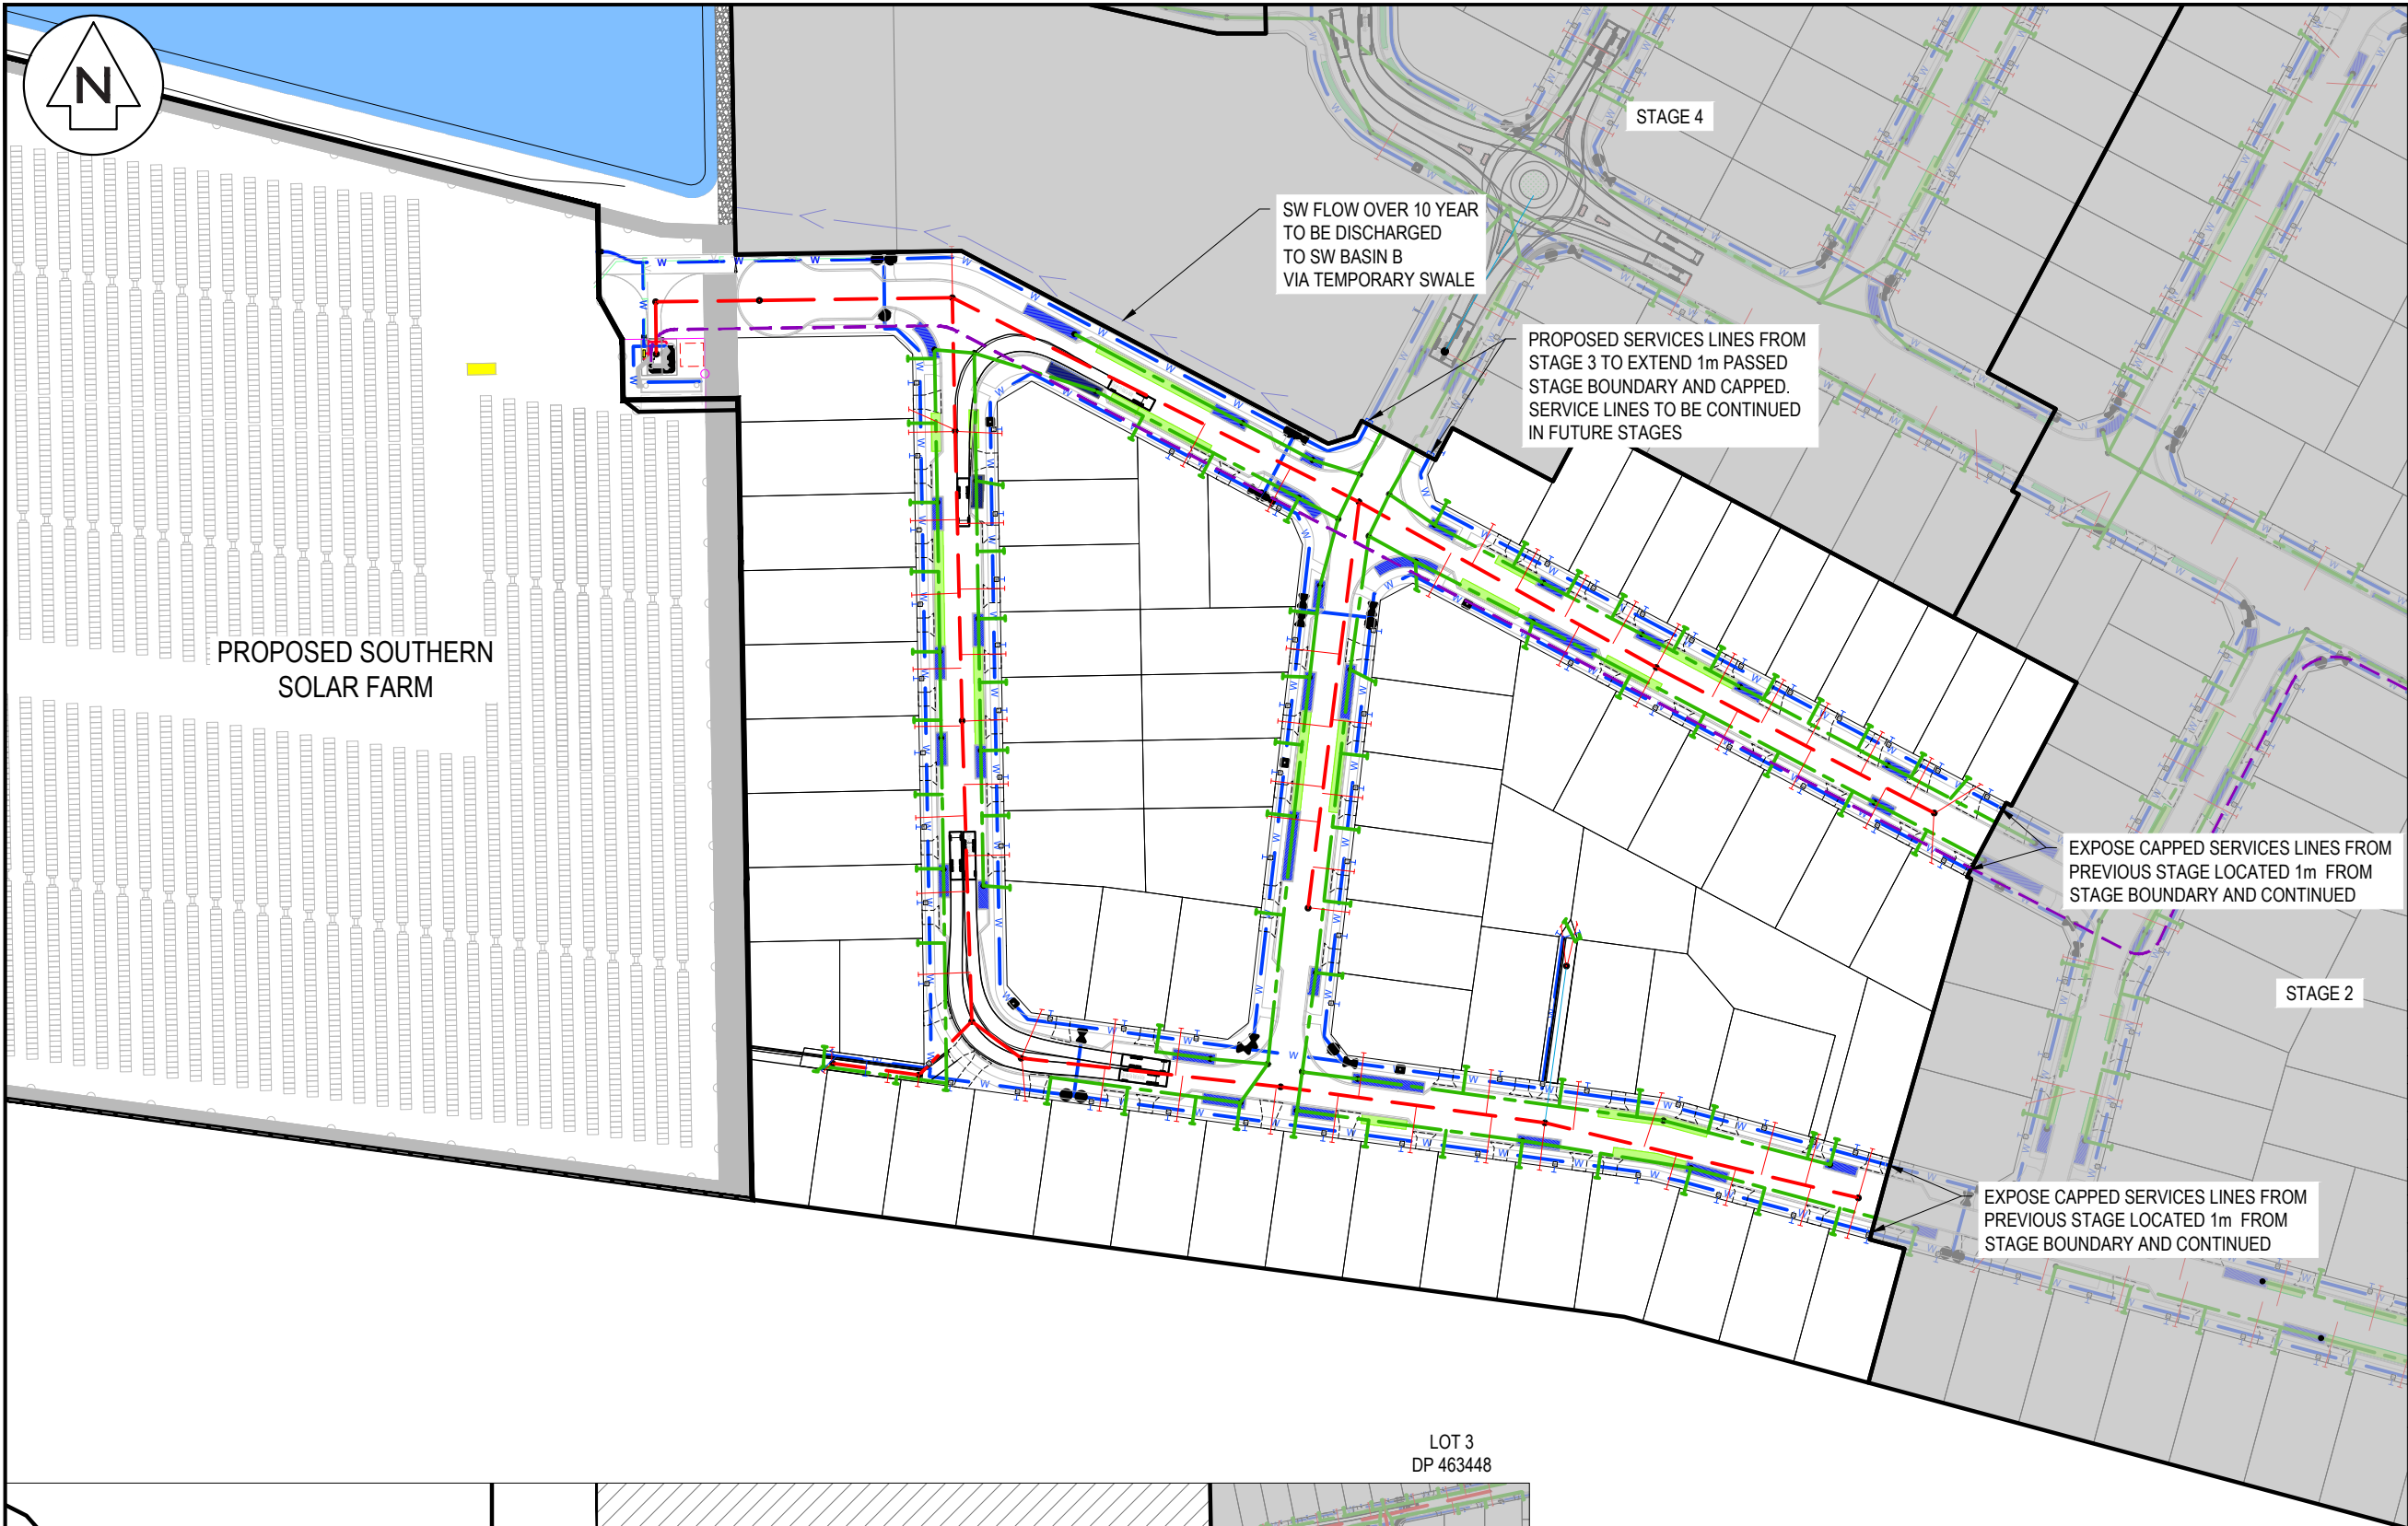 N
STAGE 4
SW FLOW OVER 10 YEAR
TO BE DISCHARGED
TO SW BASIN B
VIA TEMPORARY SWALE
PROPOSED SERVICES LINES FROM
STAGE 3 TO EXTEND 1m PASSED
STAGE BOUNDARY AND CAPPED.
SERVICE LINES TO BE CONTINUED
IN FUTURE STAGES
PROPOSED SOUTHERN
SOLAR FARM
EXPOSE CAPPED SERVICES LINES FROM
PREVIOUS STAGE LOCATED 1m FROM
STAGE BOUNDARY AND CONTINUED
STAGE 2
EXPOSE CAPPED SERVICES LINES FROM
PREVIOUS STAGE LOCATED 1m FROM
STAGE BOUNDARY AND CONTINUED
LOT 3
DP 463448